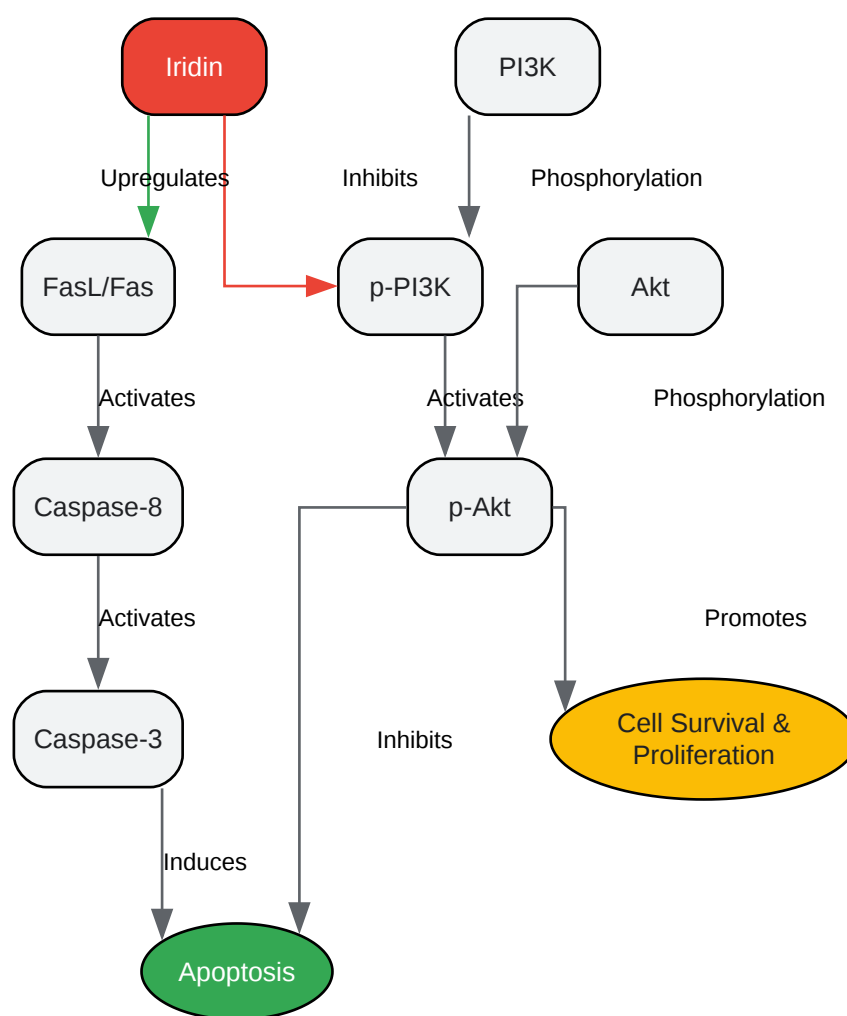 Iridin
PI3K
Upregulates
Inhibits
Phosphorylation
FasL/Fas
p-PI3K
Akt
Activates
Activates
Phosphorylation
Caspase-8
p-Akt
Activates
Promotes
Caspase-3
Inhibits
Cell Survival &
Proliferation
Induces
Apoptosis